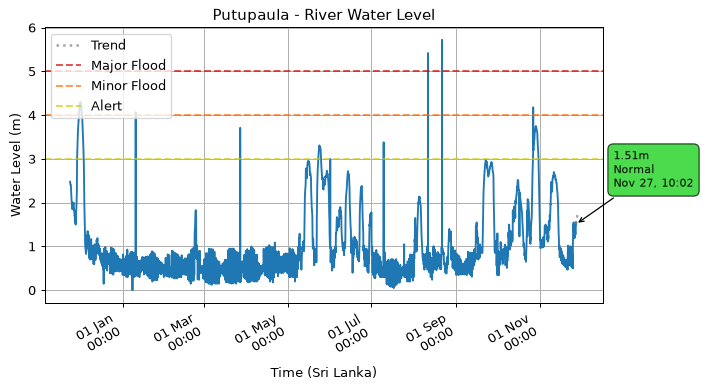 Putupaula - River Water Level
Trend
Major Flood
Minor Flood
Alert
6
5
4
3
2
1
0
Water Level (m)
1.51m
Normal
Nov 27, 10:02
01 Jan
00:00
01 Mar
00:00
01 May
00:00
01 Jul
00:00
01 Sep
00:00
01 Nov
00:00
Time (Sri Lanka)